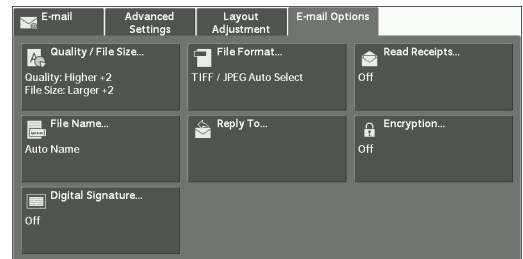 E-mail
Advanced
Settings
Layout
Adjustment
E-mail Options
Quality / File Size...
Quality: Higher +2
File Size: Larger +2
File Format...
TIFF / JPEG Auto Select
Read Receipts...
Off
File Name...
Auto Name
Reply To...
Encryption...
Off
Digital Signature...
Off